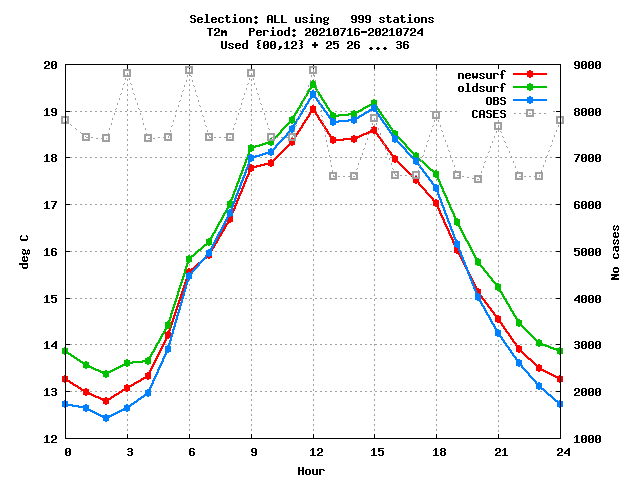 Selection: ALL using   999 stations
T2m   Period: 20210716-20210724
Used {00,12} + 25 26 ... 36
newsurf
oldsurf
OBS
CASES
20
19
18
17
16
15
14
13
12
deg C
9000
8000
7000
6000
5000
4000
3000
2000
1000
No cases
0 3 6 9 12 15 18 21 24
Hour